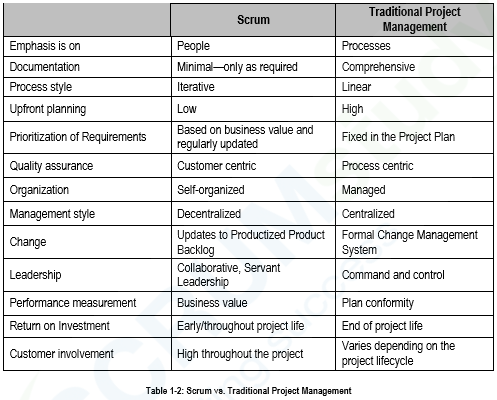 Scrum
Traditional Project
Management
Emphasis is on People Processes
Documentation Minimal—only as required Comprehensive
Process style Iterative Linear
Upfront planning Low High
Prioritization of Requirements Based on business value and
regularly updated Fixed in the Project Plan
Quality assurance Customer centric Process centric
Organization Self-organized Managed
Management style Decentralized Centralized
Change Updates to Productized Product
Backlog Formal Change Management
System
Leadership Collaborative, Servant
Leadership Command and control
Performance measurement Business value Plan conformity
Return on Investment Early/throughout project life End of project life
Customer involvement High throughout the project Varies depending on the
project lifecycle
Table 1-2: Scrum vs. Traditional Project Management